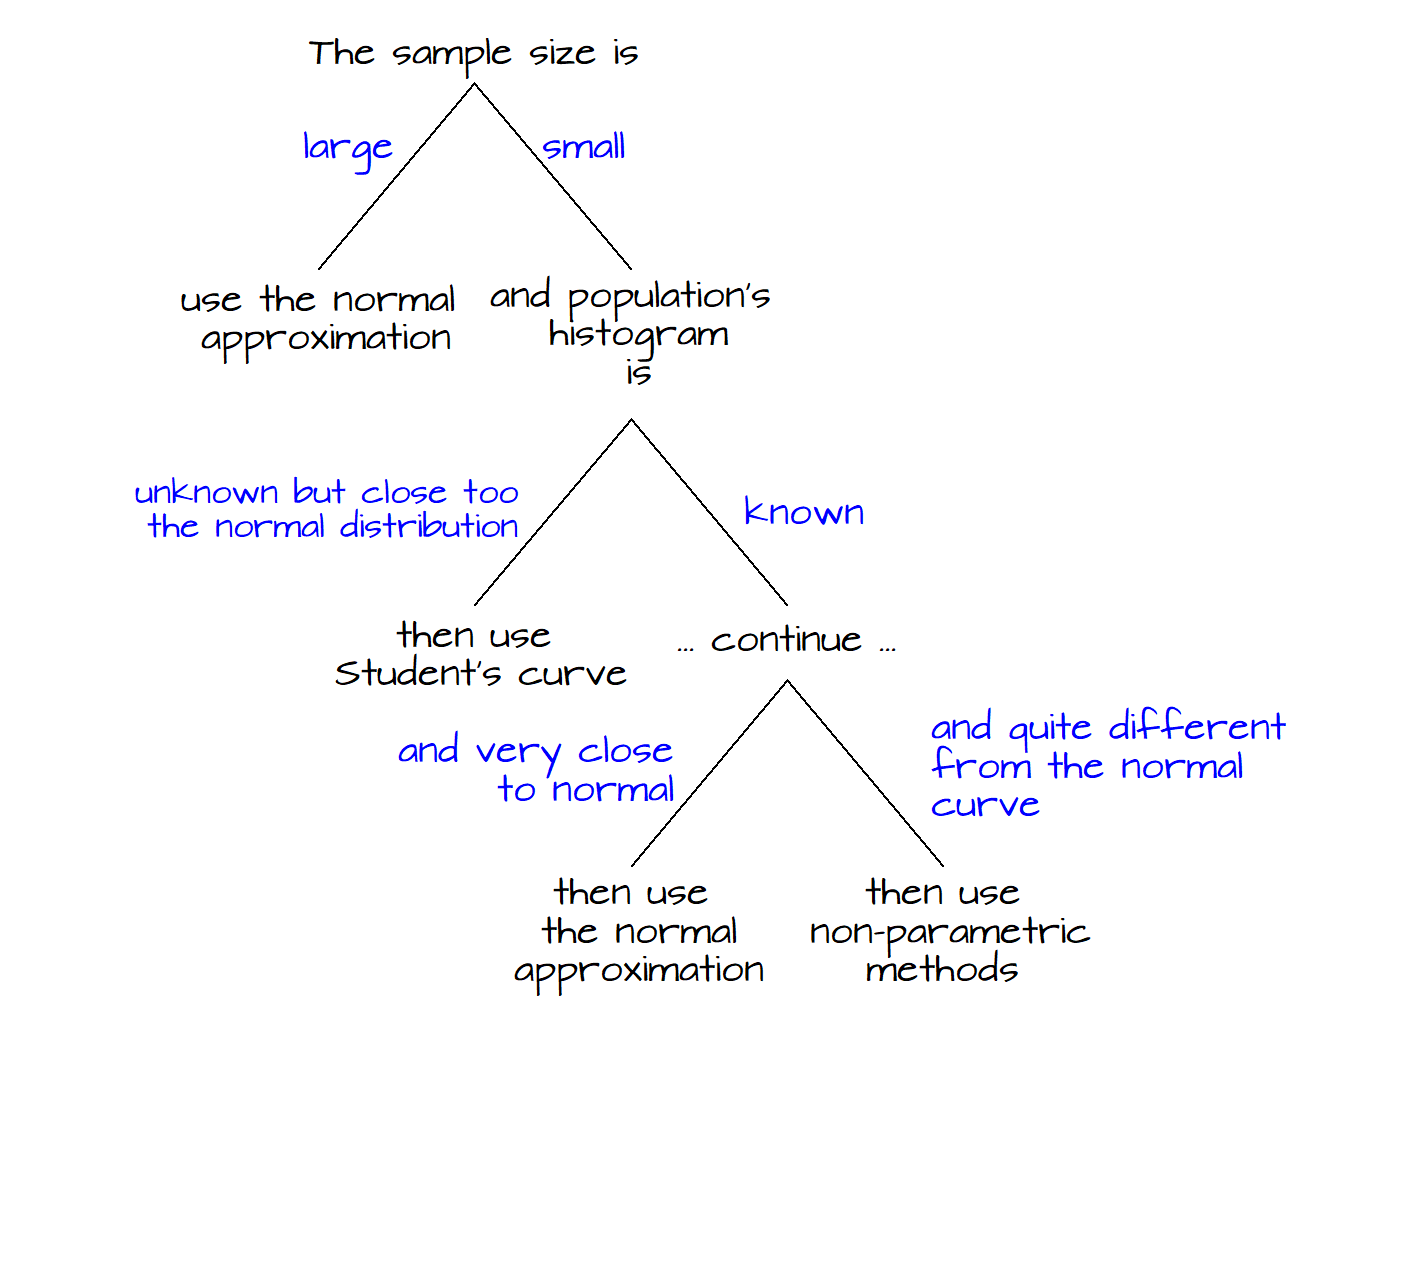 The sample size is
large
small
use the normal
approximation
and population's
histogram
is
unknown but close too
the normal distribution
known
then use
Student's curve
... continue ...
and very close
to normal
and quite different
from the normal
curve
then use
the normal
approximation
then use
non-parametric
methods